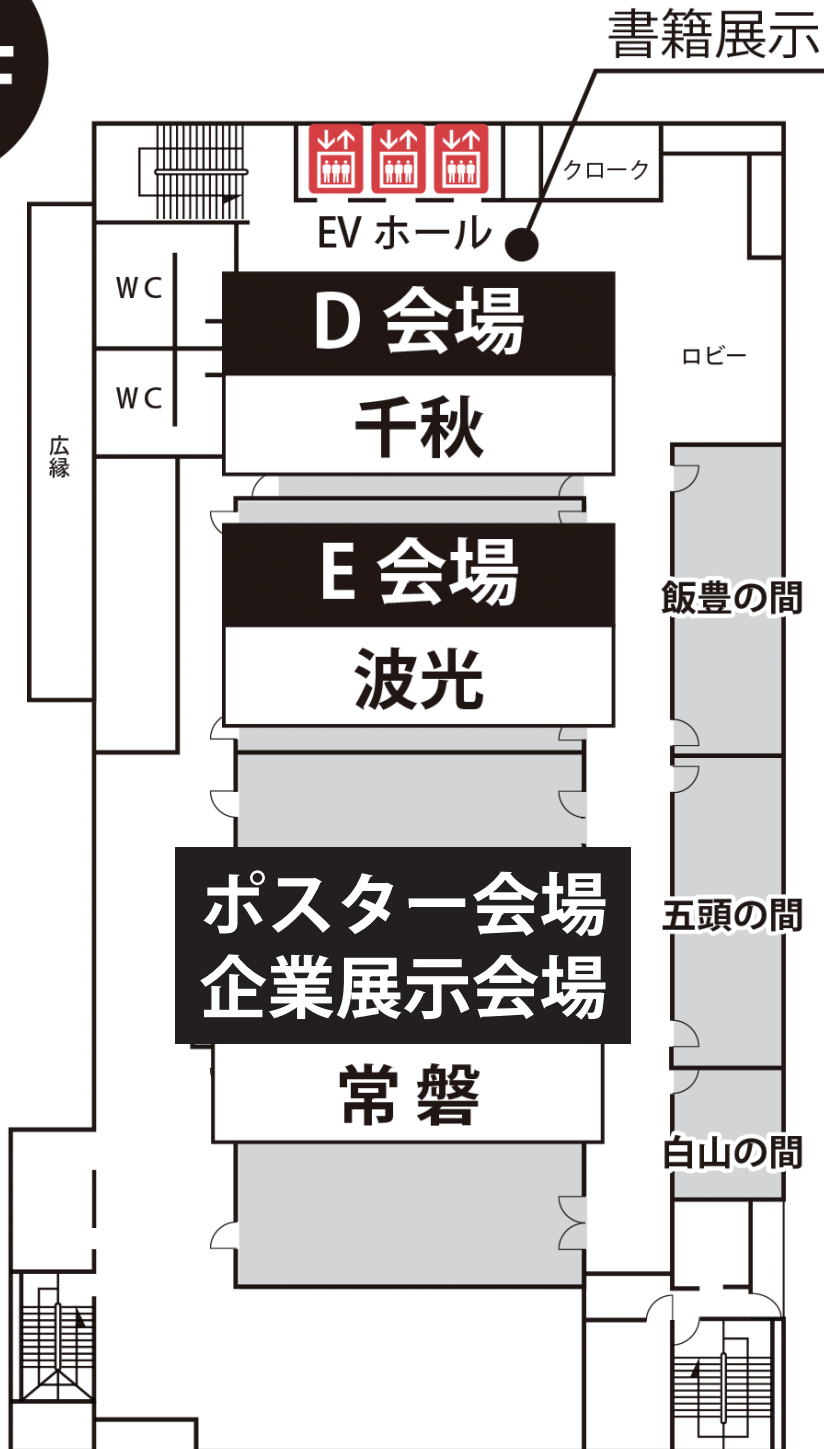 書籍展示
クローク
EV ホール
WC
D 会場
千秋
ロビー
WC
広縁
E 会場
波光
飯豊の間
ポスター会場
企業展示会場
五頭の間
常磐
白山の間